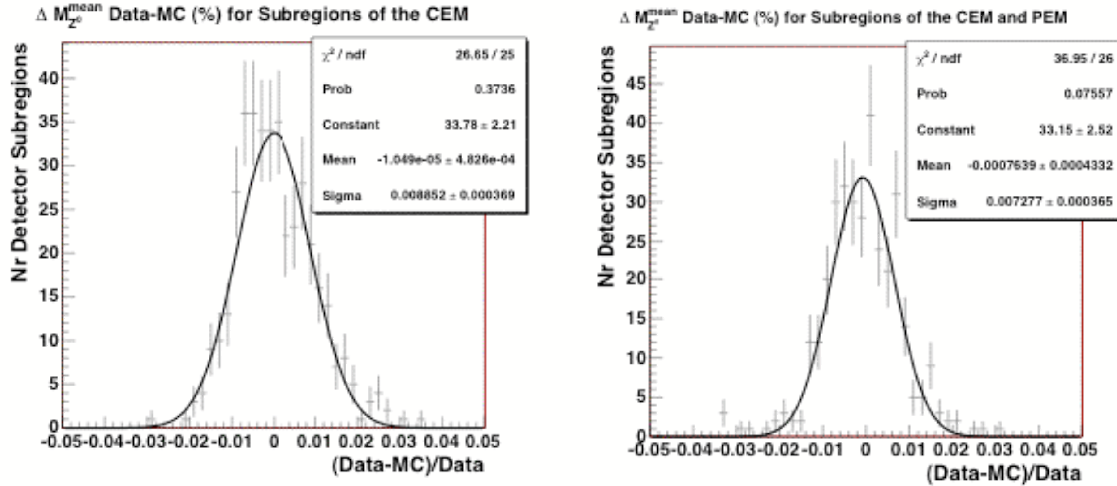 Δ M_Z⁰^mean Data-MC (%) for Subregions of the CEM
χ² / ndf 26.65 / 25
Prob 0.3736
Constant 33.78 ± 2.21
Mean -1.049e-05 ± 4.826e-04
Sigma 0.008852 ± 0.000369
Nr Detector Subregions
40
35
30
25
20
15
10
5
0
-0.05 -0.04 -0.03 -0.02 -0.01 0 0.01 0.02 0.03 0.04 0.05
(Data-MC)/Data
Δ M_Z⁰^mean Data-MC (%) for Subregions of the CEM and PEM
χ² / ndf 36.95 / 26
Prob 0.07557
Constant 33.15 ± 2.52
Mean -0.0007639 ± 0.0004332
Sigma 0.007277 ± 0.000365
Nr Detector Subregions
45
40
35
30
25
20
15
10
5
0
-0.05 -0.04 -0.03 -0.02 -0.01 0 0.01 0.02 0.03 0.04 0.05
(Data-MC)/Data